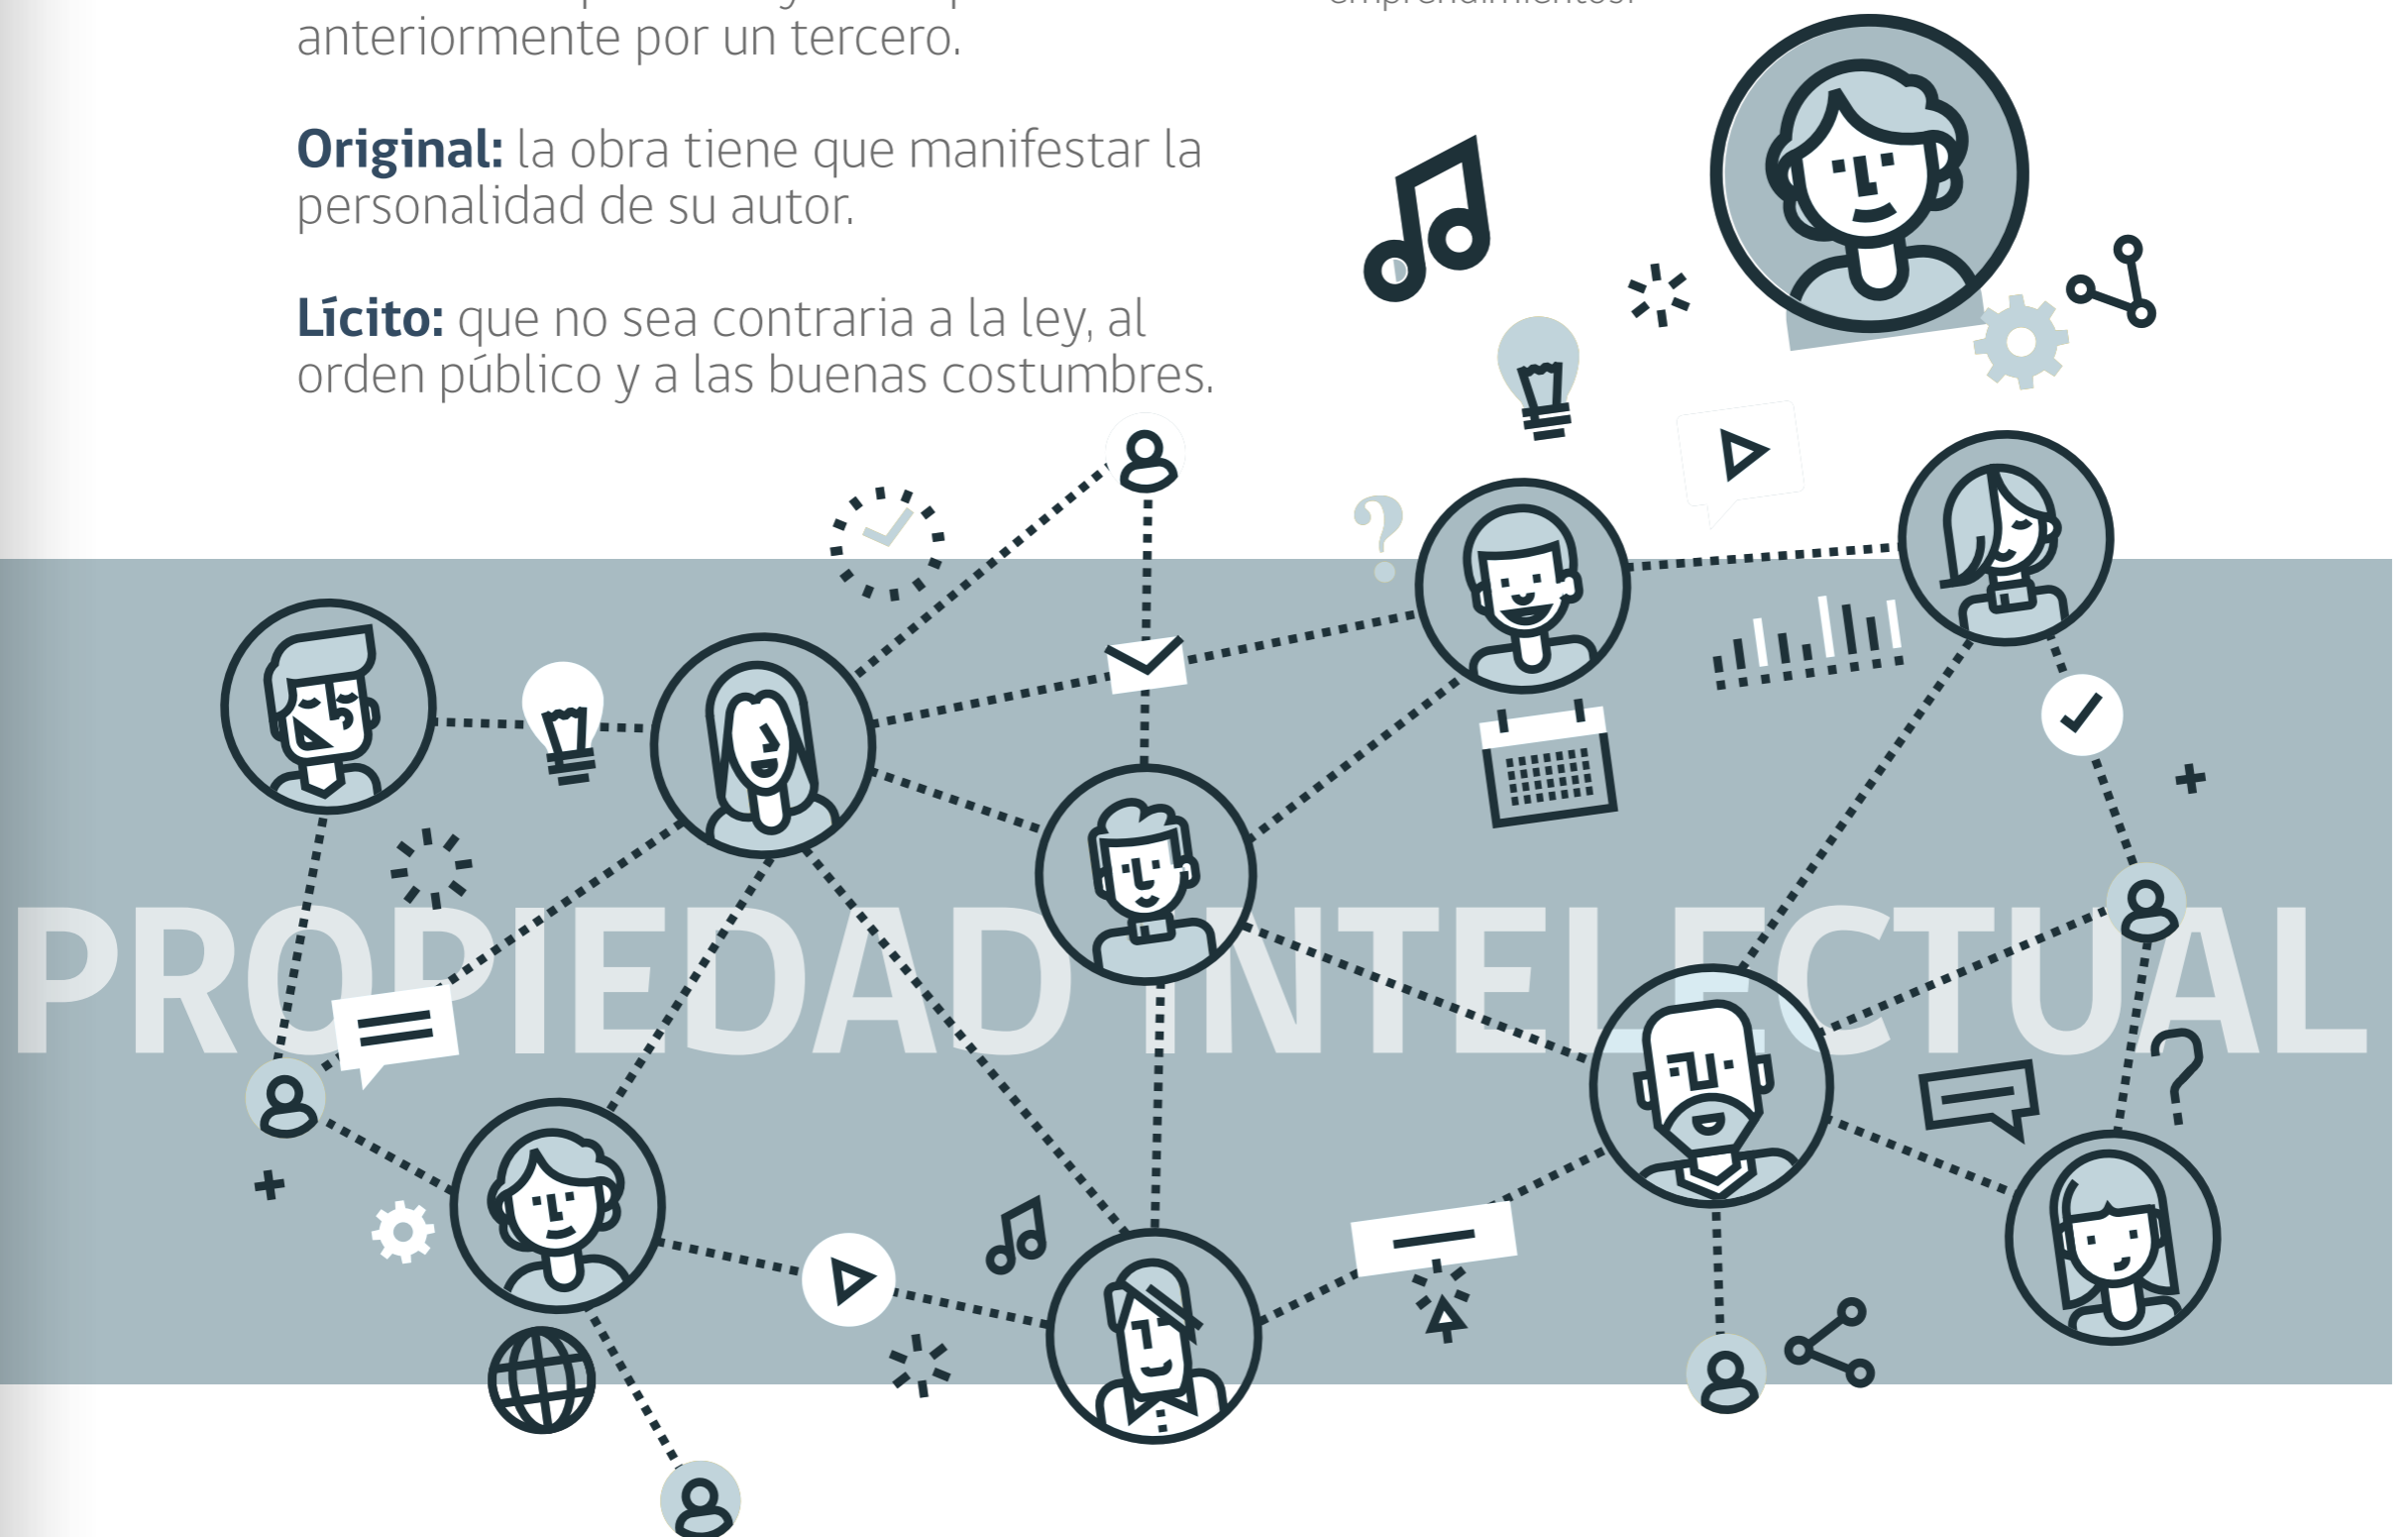 anteriormente por un tercero.
emprendimientos.
Original: la obra tiene que manifestar la
personalidad de su autor.
Lícito: que no sea contraria a la ley, al
orden público y a las buenas costumbres.
PROPIEDAD INTELECTUAL